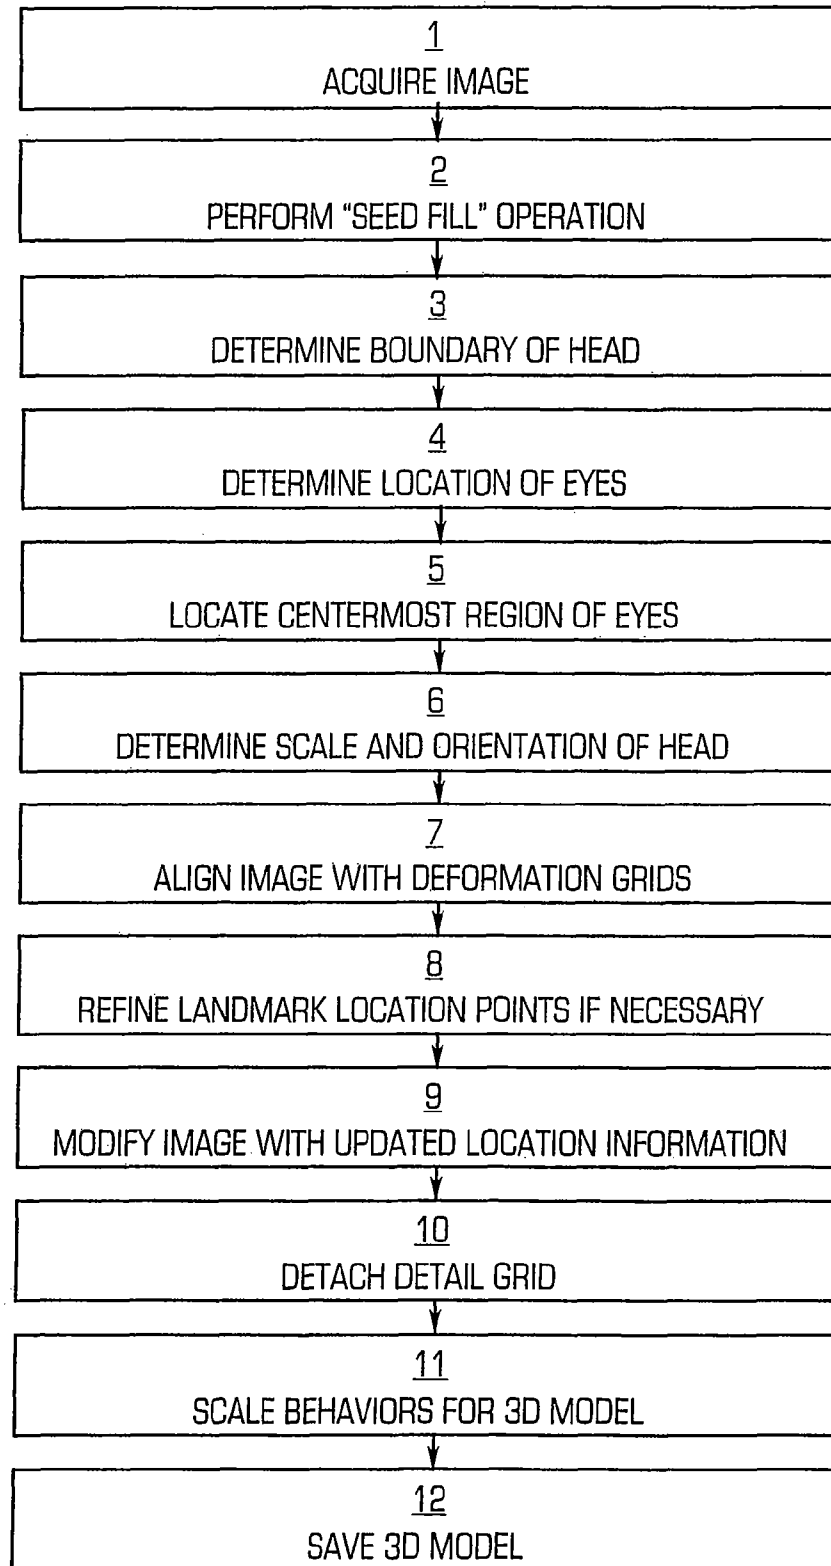 1
ACQUIRE IMAGE
2
PERFORM "SEED FILL" OPERATION
3
DETERMINE BOUNDARY OF HEAD
4
DETERMINE LOCATION OF EYES
5
LOCATE CENTERMOST REGION OF EYES
6
DETERMINE SCALE AND ORIENTATION OF HEAD
7
ALIGN IMAGE WITH DEFORMATION GRIDS
8
REFINE LANDMARK LOCATION POINTS IF NECESSARY
9
MODIFY IMAGE WITH UPDATED LOCATION INFORMATION
10
DETACH DETAIL GRID
11
SCALE BEHAVIORS FOR 3D MODEL
12
SAVE 3D MODEL